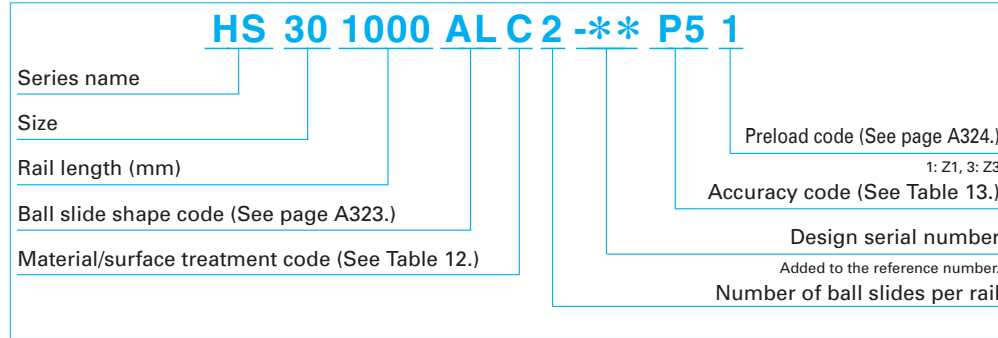 HS 30 1000 AL C 2 -** P5 1
Series name
Size
Rail length (mm)
Ball slide shape code (See page A323.)
Material/surface treatment code (See Table 12.)
Preload code (See page A324.)
1: Z1, 3: Z3
Accuracy code (See Table 13.)
Design serial number
Added to the reference number.
Number of ball slides per rail